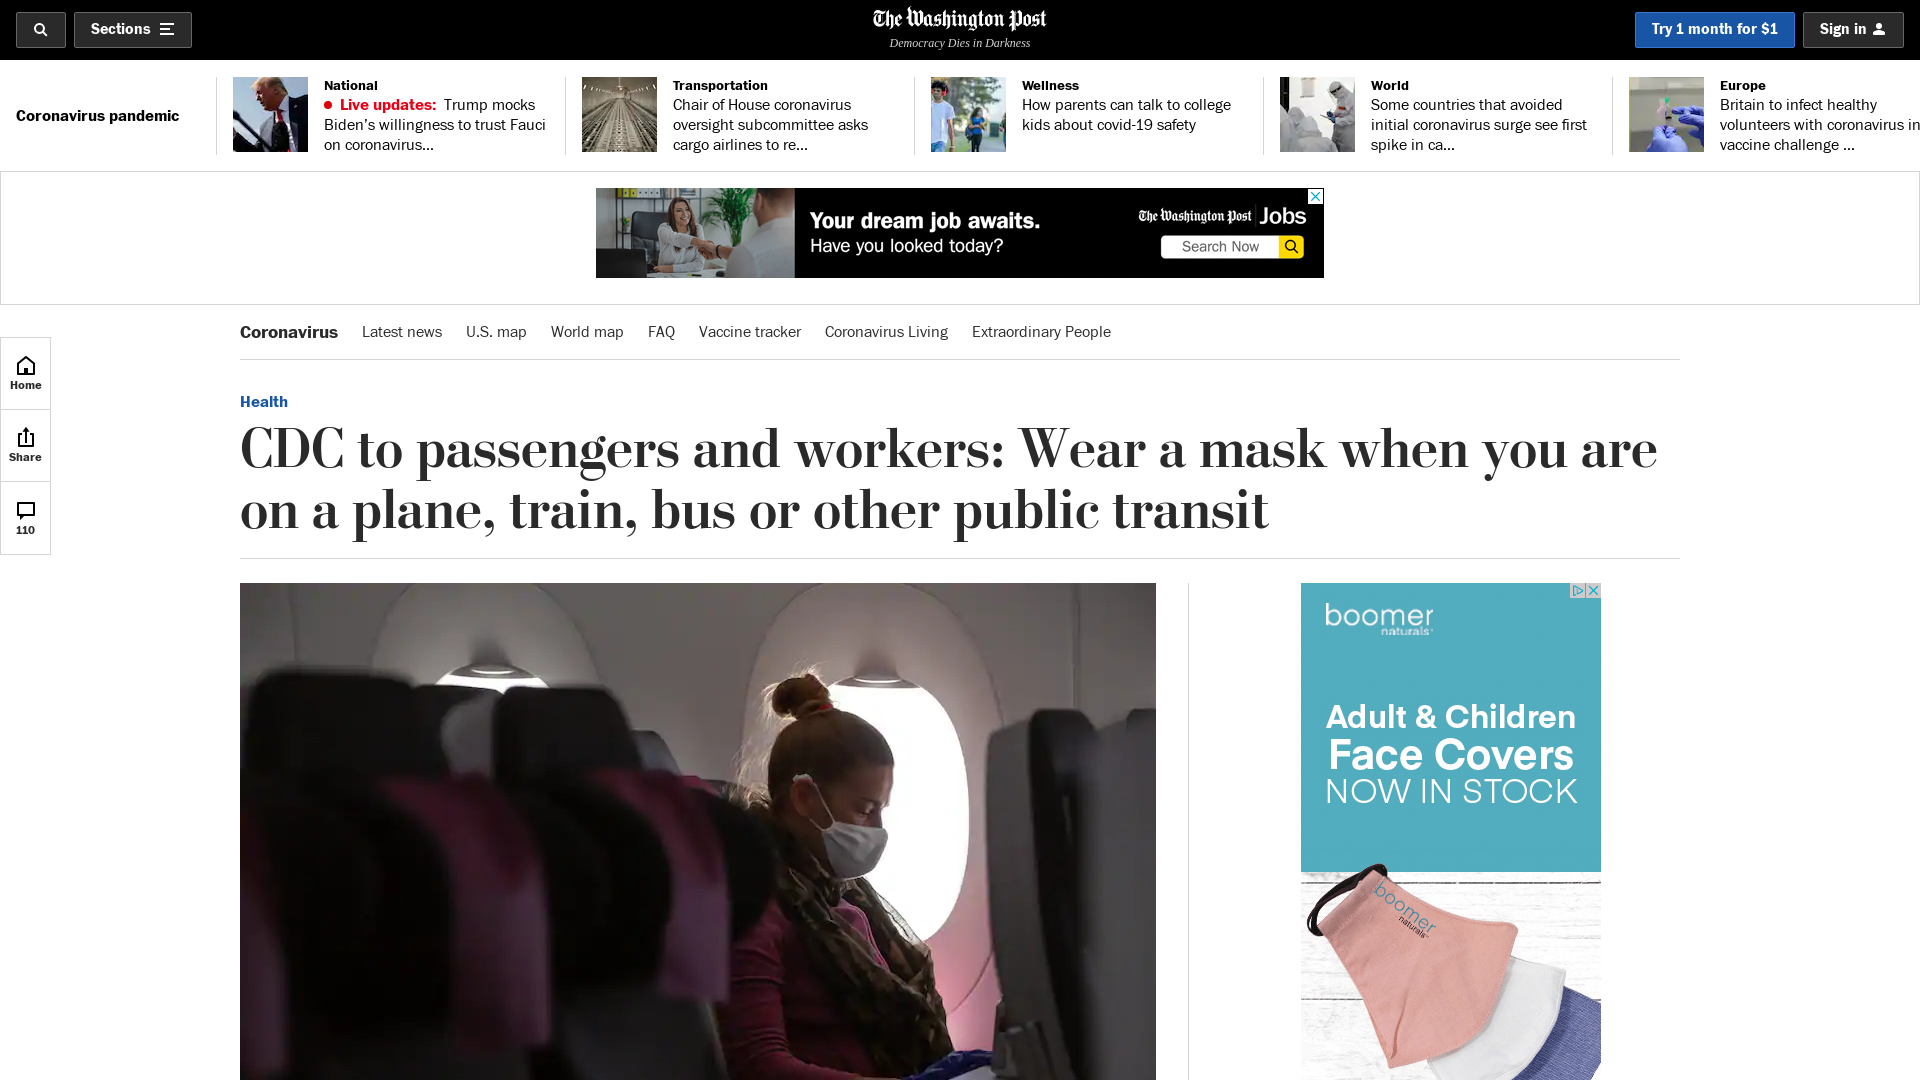 Sections
The Washington Post
Democracy Dies in Darkness
Try 1 month for $1
Sign in
Coronavirus pandemic
National
Live updates: Trump mocks
Biden’s willingness to trust Fauci
on coronavirus...
Transportation
Chair of House coronavirus
oversight subcommittee asks
cargo airlines to re...
Wellness
How parents can talk to college
kids about covid-19 safety
World
Some countries that avoided
initial coronavirus surge see first
spike in ca...
Europe
Britain to infect healthy
volunteers with coronavirus in
vaccine challenge ...
Your dream job awaits.
Have you looked today?
The Washington Post Jobs
Search Now
Coronavirus Latest news U.S. map World map FAQ Vaccine tracker Coronavirus Living Extraordinary People
Home
Share
110
Health
CDC to passengers and workers: Wear a mask when you are
on a plane, train, bus or other public transit
boomer
naturals
Adult & Children
Face Covers
NOW IN STOCK
boomer
naturals